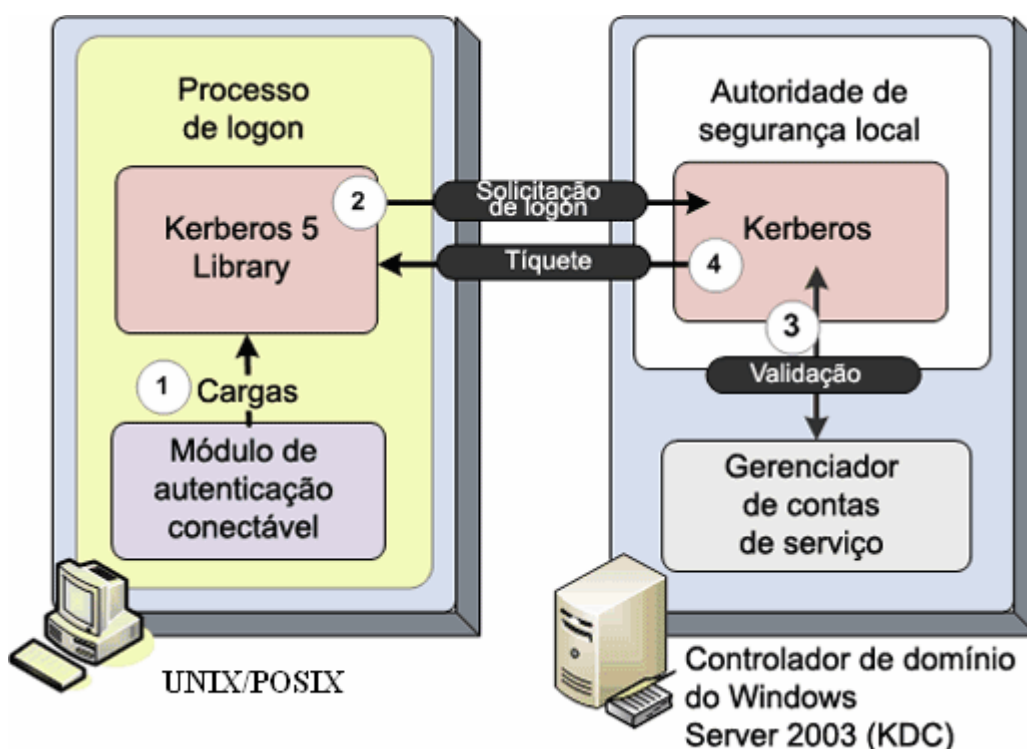 Processo
de logon
Kerberos 5
Library
1
Cargas
Módulo de
autenticação
conectável
UNIX/POSIX
2
Solicitação
de logon
Tíquete
Autoridade de
segurança local
Kerberos
4
3
Validação
Gerenciador
de contas
de serviço
Controlador de domínio
do Windows
Server 2003 (KDC)